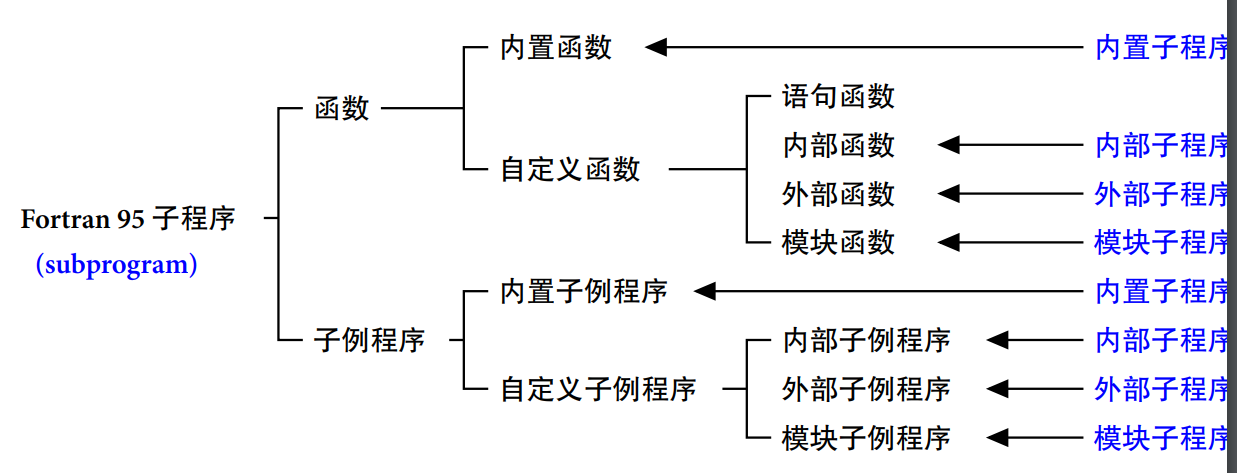 内置函数 内置子程序
语句函数
函数
内部函数 内部子程序
自定义函数
外部函数 外部子程序
Fortran 95 子程序
模块函数 模块子程序
(subprogram)
内置子例程序 内置子程序
子例程序 内部子例程序 内部子程序
自定义子例程序 外部子例程序 外部子程序
模块子例程序 模块子程序